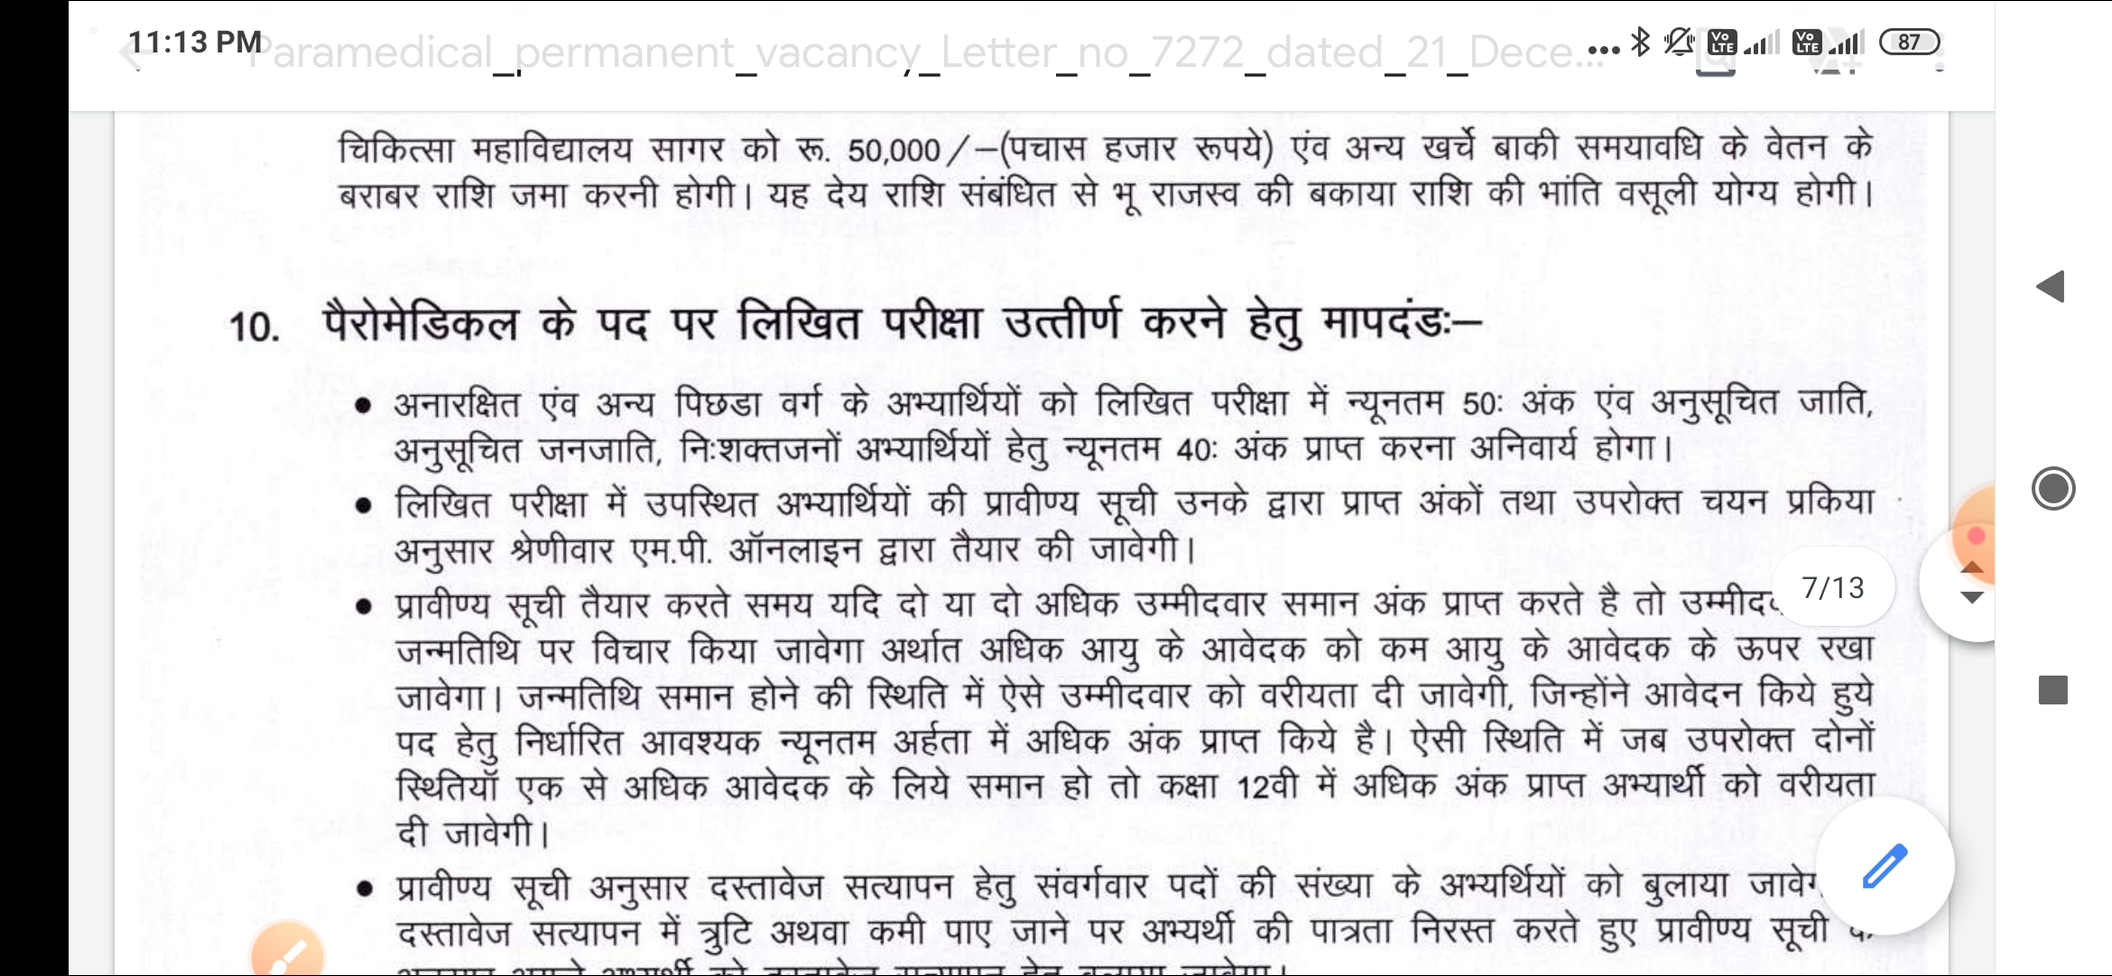 11:13 PM
Paramedical_permanent_vacancy_Letter_no_7272_dated_21_Dece...
Vo LTE
Vo LTE
87
चिकित्सा महाविद्यालय सागर को रू. 50,000/–(पचास हजार रूपये) एंव अन्य खर्चे बाकी समयावधि के वेतन के
बराबर राशि जमा करनी होगी। यह देय राशि संबंधित से भू राजस्व की बकाया राशि की भांति वसूली योग्य होगी।
10. पैरोमेडिकल के पद पर लिखित परीक्षा उत्तीर्ण करने हेतु मापदंडः–
• अनारक्षित एंव अन्य पिछडा वर्ग के अभ्यार्थियों को लिखित परीक्षा में न्यूनतम 50ः अंक एंव अनुसूचित जाति,
अनुसूचित जनजाति, निःशक्तजनों अभ्यार्थियों हेतु न्यूनतम 40ः अंक प्राप्त करना अनिवार्य होगा।
• लिखित परीक्षा में उपस्थित अभ्यार्थियों की प्रावीण्य सूची उनके द्वारा प्राप्त अंकों तथा उपरोक्त चयन प्रकिया
अनुसार श्रेणीवार एम.पी. ऑनलाइन द्वारा तैयार की जावेगी।
• प्रावीण्य सूची तैयार करते समय यदि दो या दो अधिक उम्मीदवार समान अंक प्राप्त करते है तो
7/13
जन्मतिथि पर विचार किया जावेगा अर्थात अधिक आयु के आवेदक को कम आयु के आवेदक के ऊपर रखा
जावेगा। जन्मतिथि समान होने की स्थिति में ऐसे उम्मीदवार को वरीयता दी जावेगी, जिन्होंने आवेदन किये हुये
पद हेतु निर्धारित आवश्यक न्यूनतम अर्हता में अधिक अंक प्राप्त किये है। ऐसी स्थिति में जब उपरोक्त दोनों
स्थितियॉ एक से अधिक आवेदक के लिये समान हो तो कक्षा 12वी में अधिक अंक प्राप्त अभ्यार्थी को वरीयता
दी जावेगी।
• प्रावीण्य सूची अनुसार दस्तावेज सत्यापन हेतु संवर्गवार पदों की संख्या के अभ्यर्थियों को बुलाया
दस्तावेज सत्यापन में त्रुटि अथवा कमी पाए जाने पर अभ्यर्थी की पात्रता निरस्त करते हुए प्रावीण्य सूची